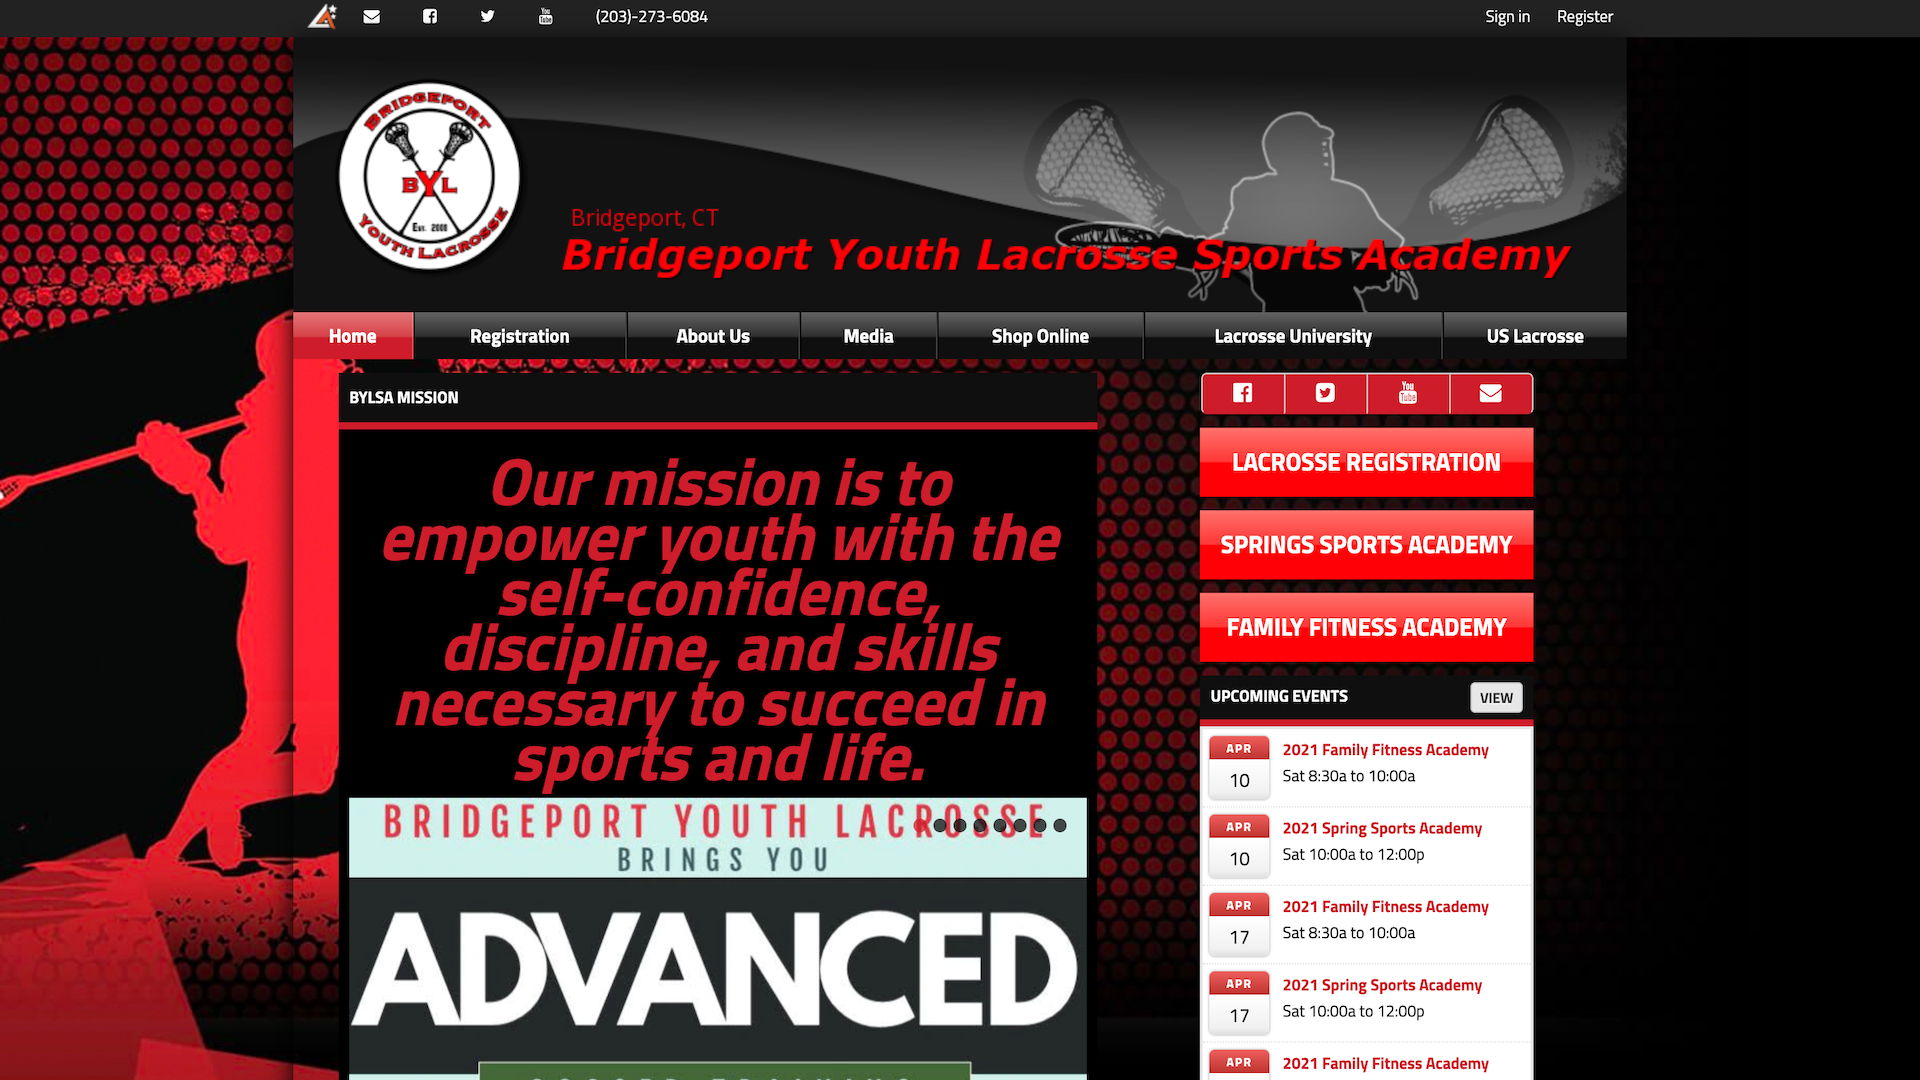 (203)-273-6084
Sign in
Register
BRIDGEPORT
BYL
EST. 2008
YOUTH LACROSSE
Bridgeport, CT
Bridgeport Youth Lacrosse Sports Academy
Home
Registration
About Us
Media
Shop Online
Lacrosse University
US Lacrosse
BYLSA MISSION
Our mission is to
empower youth with the
self-confidence,
discipline, and skills
necessary to succeed in
sports and life.
BRIDGEPORT YOUTH LACROSSE
BRINGS YOU
ADVANCED
You Tube
LACROSSE REGISTRATION
SPRINGS SPORTS ACADEMY
FAMILY FITNESS ACADEMY
UPCOMING EVENTS
VIEW
APR
10
2021 Family Fitness Academy
Sat 8:30a to 10:00a
APR
10
2021 Spring Sports Academy
Sat 10:00a to 12:00p
APR
17
2021 Family Fitness Academy
Sat 8:30a to 10:00a
APR
17
2021 Spring Sports Academy
Sat 10:00a to 12:00p
APR
2021 Family Fitness Academy